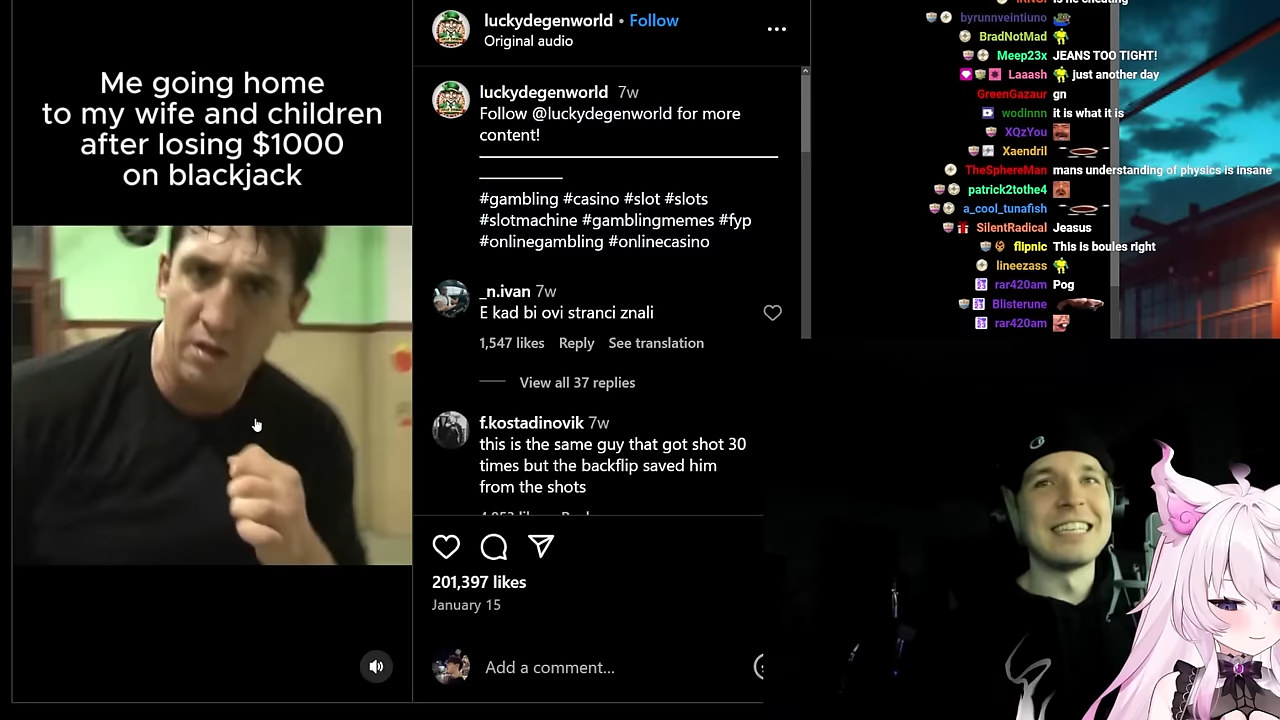 Me going home
to my wife and children
after losing $1000
on blackjack
luckydegenworld • Follow
Original audio
luckydegenworld 7w
Follow @luckydegenworld for more
content!
#gambling #casino #slot #slots
#slotmachine #gamblingmemes #fyp
#onlinegambling #onlinecasino
_n.ivan 7w
E kad bi ovi stranci znali
1,547 likes Reply See translation
View all 37 replies
f.kostadinovik 7w
this is the same guy that got shot 30
times but the backflip saved him
from the shots
201,397 likes
January 15
Add a comment...
byrunnveintiuno
BradNotMad
Meep23x JEANS TOO TIGHT!
Laaash just another day
GreenGazaur gn
wodinnn it is what it is
XQzYou
Xaendril
TheSphereMan mans understanding of physics is insane
patrick2tothe4
a_cool_tunafish
SilentRadical Jeasus
flipnic This is boules right
lineezass
rar420am Pog
Blisterune
rar420am